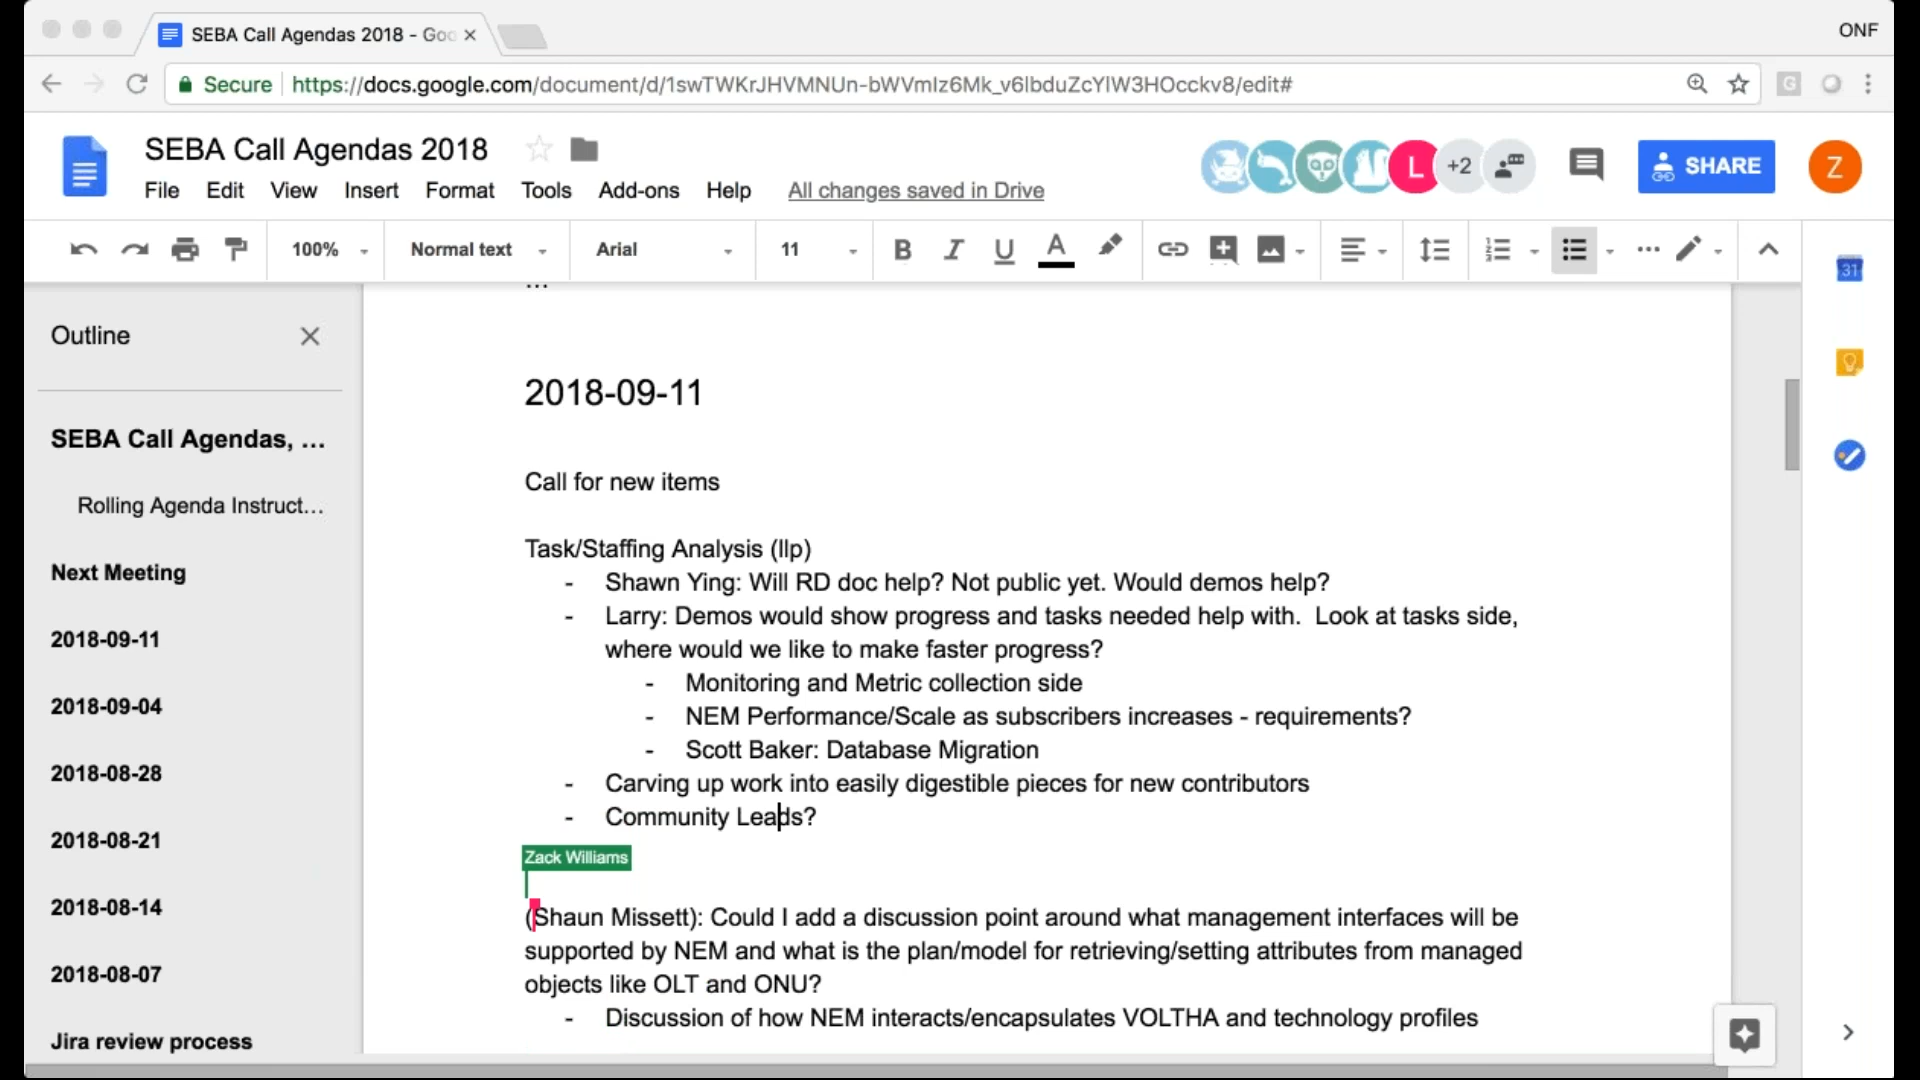 SEBA Call Agendas 2018 - Goo
ONF
Secure
https://docs.google.com/document/d/1swTWKrJHVMNUn-bWVmIz6Mk_v6lbduZcYlW3HOcckv8/edit#
SEBA Call Agendas 2018
L
+2
SHARE
Z
File Edit View Insert Format Tools Add-ons Help All changes saved in Drive
100% Normal text Arial 11 B I U A
31
...
Outline
SEBA Call Agendas, ...
Rolling Agenda Instruct...
Next Meeting
2018-09-11
2018-09-04
2018-08-28
2018-08-21
2018-08-14
2018-08-07
Jira review process
2018-09-11
Call for new items
Task/Staffing Analysis (llp)
- Shawn Ying: Will RD doc help? Not public yet. Would demos help?
- Larry: Demos would show progress and tasks needed help with. Look at tasks side,
where would we like to make faster progress?
- Monitoring and Metric collection side
- NEM Performance/Scale as subscribers increases - requirements?
- Scott Baker: Database Migration
- Carving up work into easily digestible pieces for new contributors
- Community Leads?
Zack Williams
(Shaun Missett): Could I add a discussion point around what management interfaces will be
supported by NEM and what is the plan/model for retrieving/setting attributes from managed
objects like OLT and ONU?
- Discussion of how NEM interacts/encapsulates VOLTHA and technology profiles